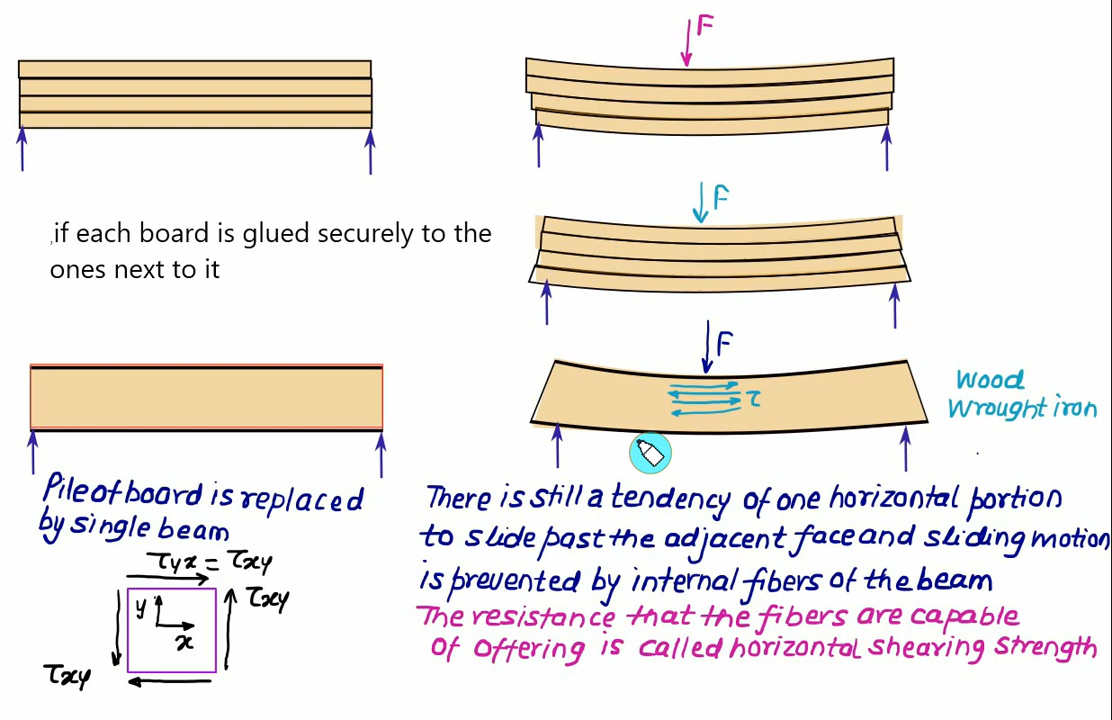 F
.if each board is glued securely to the
ones next to it
F
F
τ
Wood
Wrought iron
Pile of board is replaced
by single beam
There is still a tendency of one horizontal portion
to slide past the adjacent face and sliding motion
is prevented by internal fibers of the beam
The resistance that the fibers are capable
of offering is called horizontal shearing strength
τyx = τxy
y
x
τxy
τxy